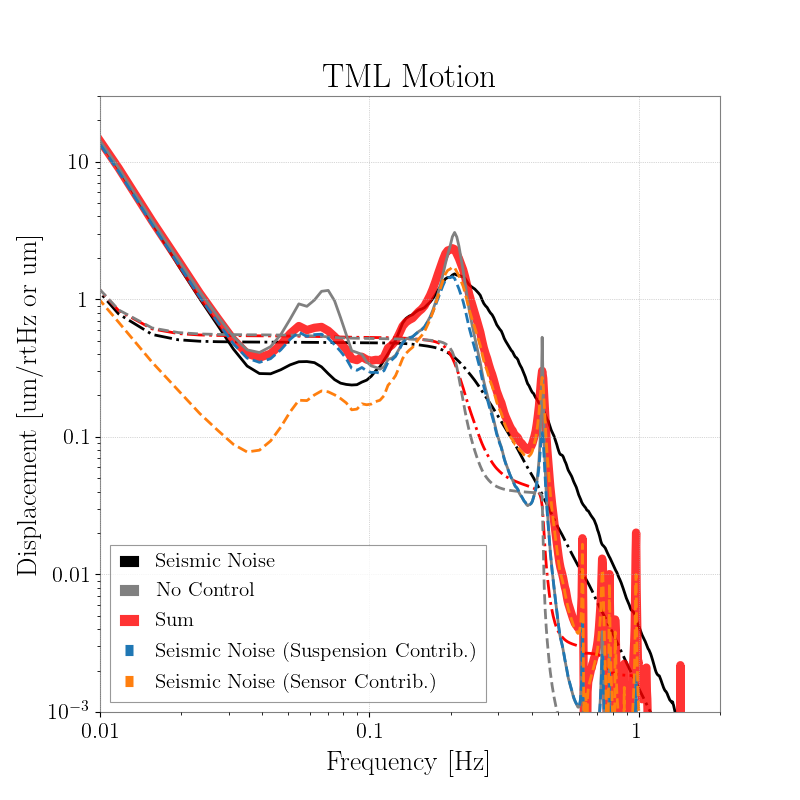 TML Motion
Displacement [um/rtHz or um]
10
1
0.1
0.01
10⁻³
Seismic Noise
No Control
Sum
Seismic Noise (Suspension Contrib.)
Seismic Noise (Sensor Contrib.)
0.01
0.1
1
Frequency [Hz]